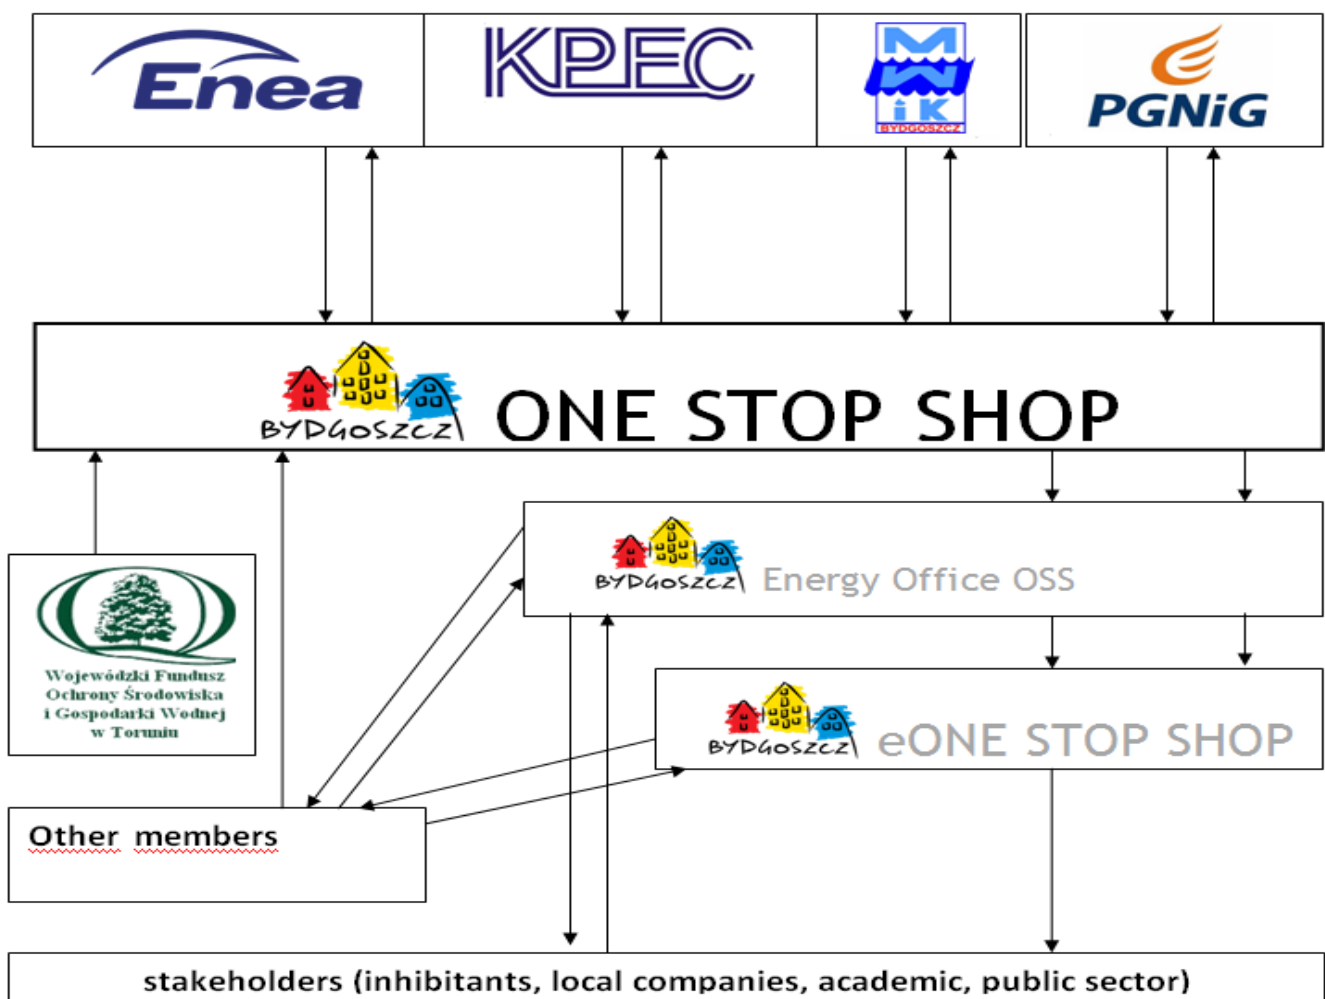 Enea
KPEC
MWiK
BYDGOSZCZ
PGNiG
BYDGOSZCZ ONE STOP SHOP
BYDGOSZCZ Energy Office OSS
Wojewódzki Fundusz
Ochrony Środowiska
i Gospodarki Wodnej
w Toruniu
BYDGOSZCZ eONE STOP SHOP
Other members
stakeholders (inhibitants, local companies, academic, public sector)